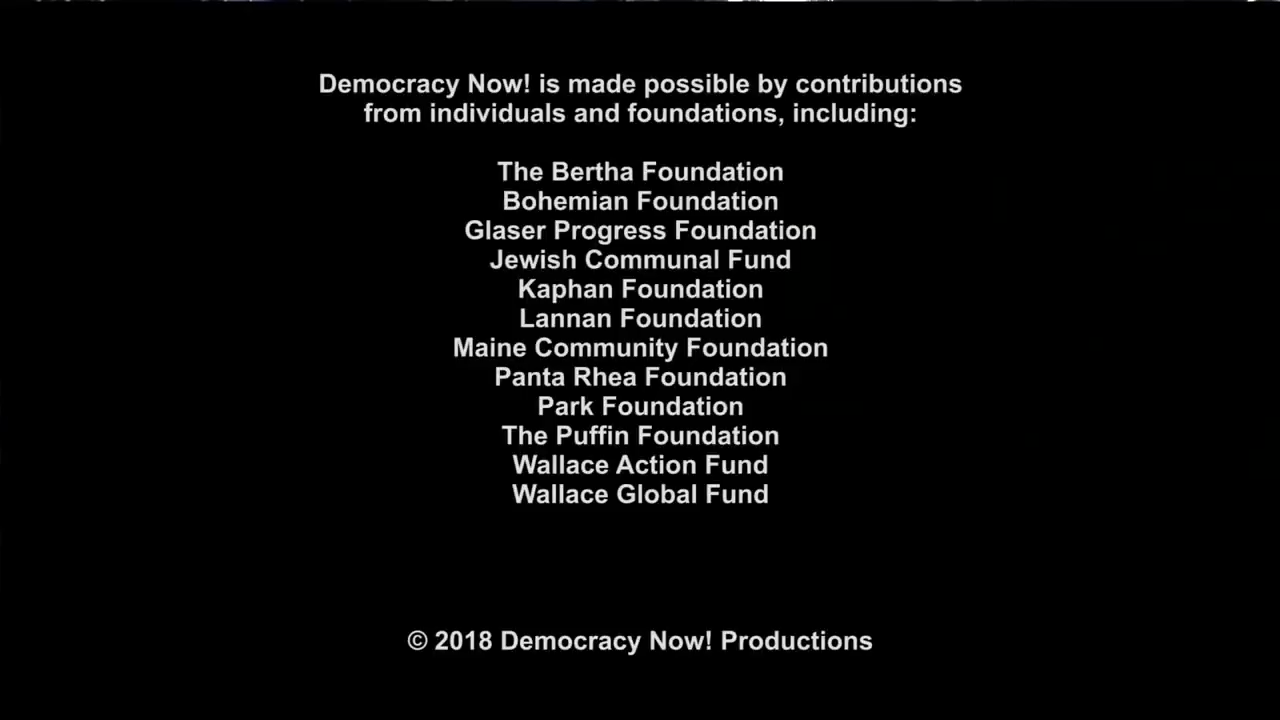 Democracy Now! is made possible by contributions
from individuals and foundations, including:
The Bertha Foundation
Bohemian Foundation
Glaser Progress Foundation
Jewish Communal Fund
Kaphan Foundation
Lannan Foundation
Maine Community Foundation
Panta Rhea Foundation
Park Foundation
The Puffin Foundation
Wallace Action Fund
Wallace Global Fund
© 2018 Democracy Now! Productions